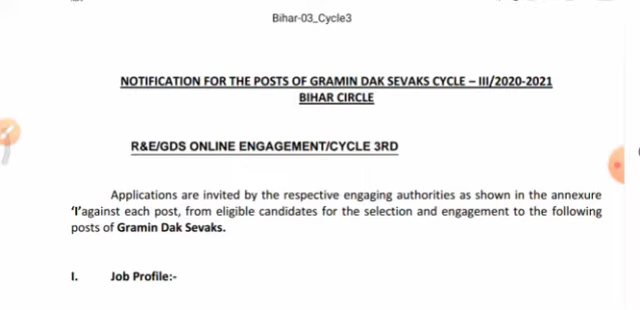 Bihar-03_Cycle3
NOTIFICATION FOR THE POSTS OF GRAMIN DAK SEVAKS CYCLE – III/2020-2021
BIHAR CIRCLE
R&E/GDS ONLINE ENGAGEMENT/CYCLE 3RD
Applications are invited by the respective engaging authorities as shown in the annexure
'I'against each post, from eligible candidates for the selection and engagement to the following
posts of Gramin Dak Sevaks.
I. Job Profile:-